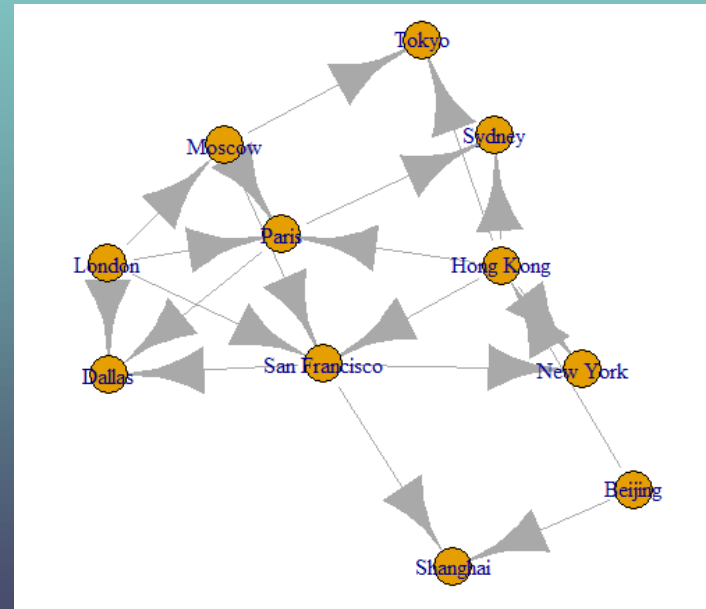 Tokyo
Sydney
Moscow
Paris
London
Hong Kong
San Francisco
Dallas
New York
Beijing
Shanghai